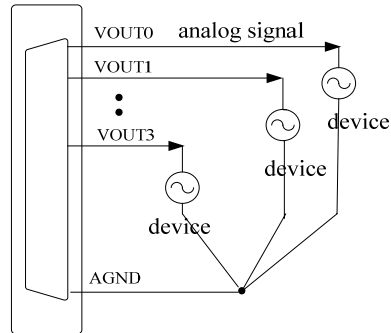 VOUT0 analog signal
VOUT1
device
device
VOUT3
device
AGND